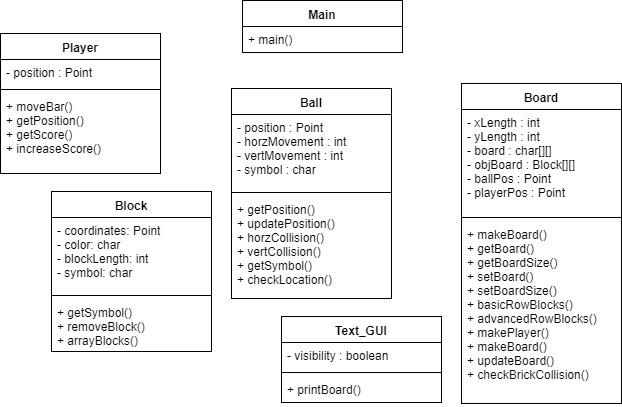 Main
+ main()
Player
- position : Point
+ moveBar()
+ getPosition()
+ getScore()
+ increaseScore()
Ball
- position : Point
- horzMovement : int
- vertMovement : int
- symbol : char
+ getPosition()
+ updatePosition()
+ horzCollision()
+ vertCollision()
+ getSymbol()
+ checkLocation()
Board
- xLength : int
- yLength : int
- board : char[][]
- objBoard : Block[][]
- ballPos : Point
- playerPos : Point
+ makeBoard()
+ getBoard()
+ getBoardSize()
+ setBoard()
+ setBoardSize()
+ basicRowBlocks()
+ advancedRowBlocks()
+ makePlayer()
+ makeBoard()
+ updateBoard()
+ checkBrickCollision()
Block
- coordinates: Point
- color: char
- blockLength: int
- symbol: char
+ getSymbol()
+ removeBlock()
+ arrayBlocks()
Text_GUI
- visibility : boolean
+ printBoard()